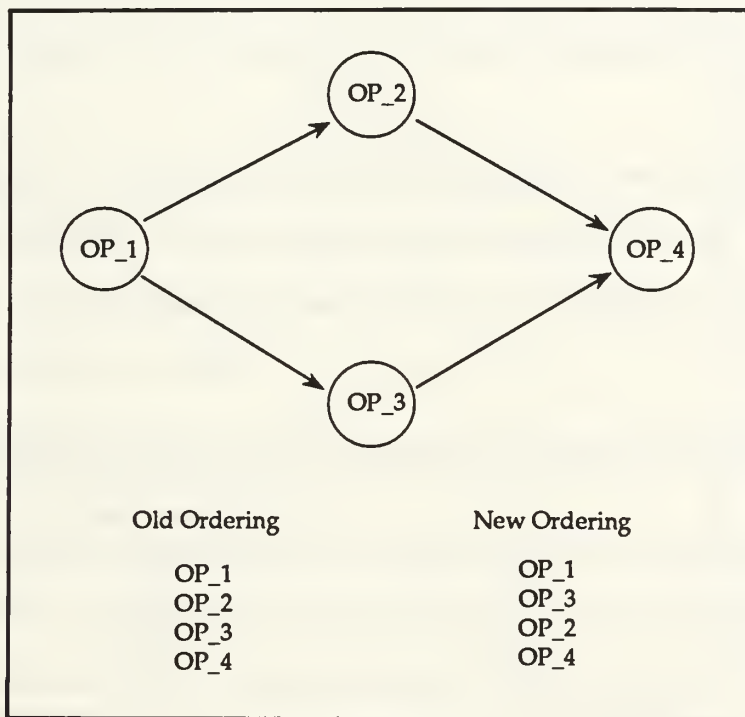 OP_2
OP_1
OP_4
OP_3
Old Ordering
OP_1
OP_2
OP_3
OP_4
New Ordering
OP_1
OP_3
OP_2
OP_4